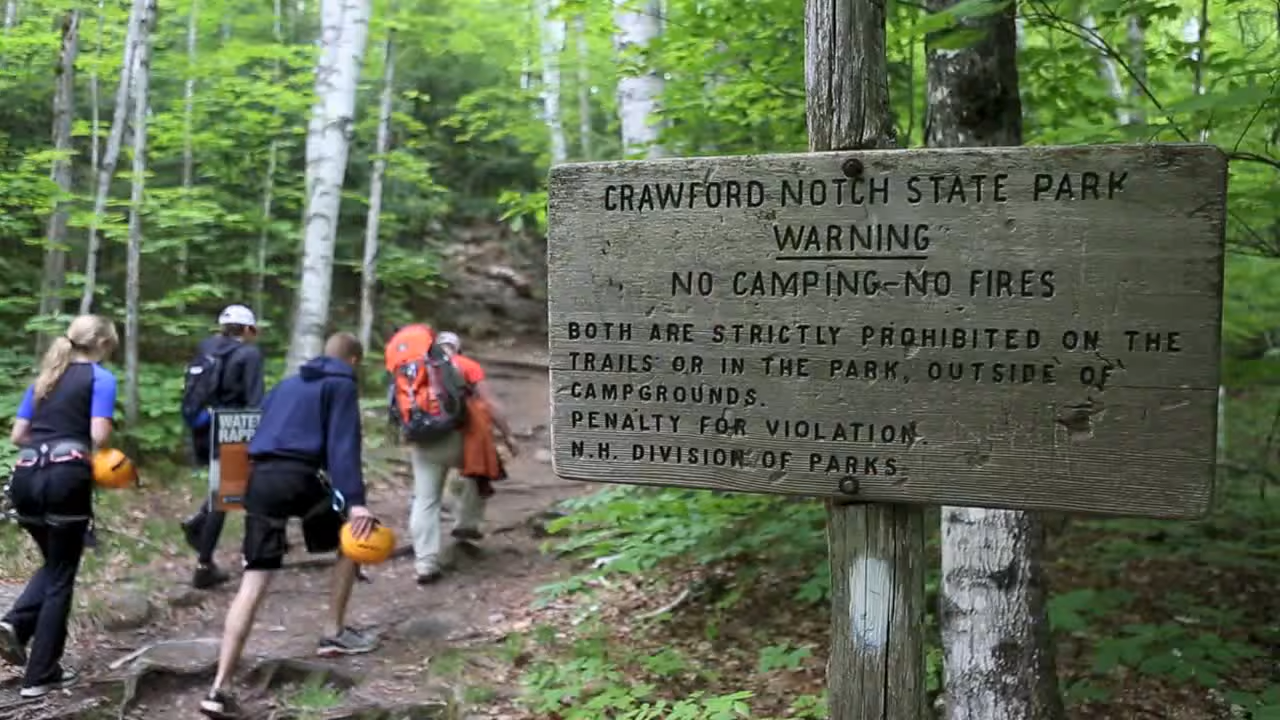 CRAWFORD NOTCH STATE PARK
WARNING
NO CAMPING-NO FIRES
BOTH ARE STRICTLY PROHIBITED ON THE
TRAILS OR IN THE PARK, OUTSIDE OF
CAMPGROUNDS.
PENALTY FOR VIOLATION.
N.H. DIVISION OF PARKS
WATER